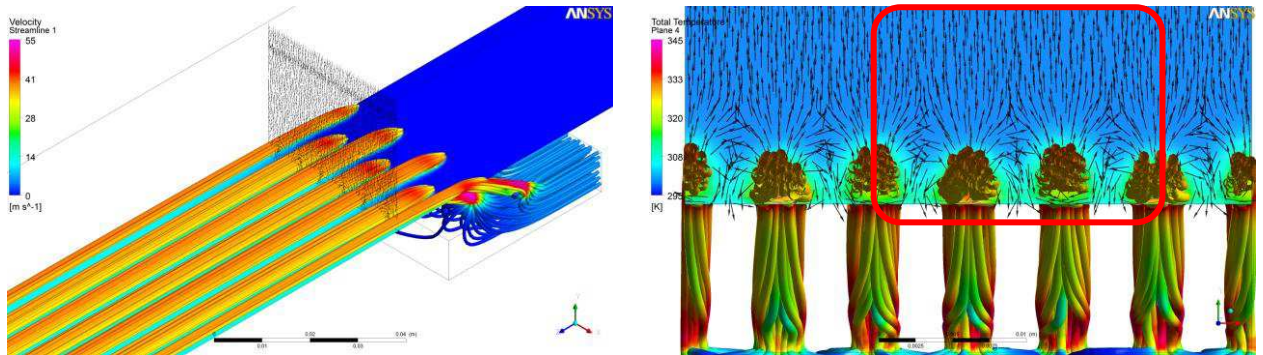 Velocity
Streamline 1
55
41
28
14
0
[m s^-1]
ANSYS
0
0.02
0.04 (m)
0.01
0.03
Total Temperature
Plane 4
345
333
320
308
295
[K]
ANSYS
0.01 (m)
0.0025